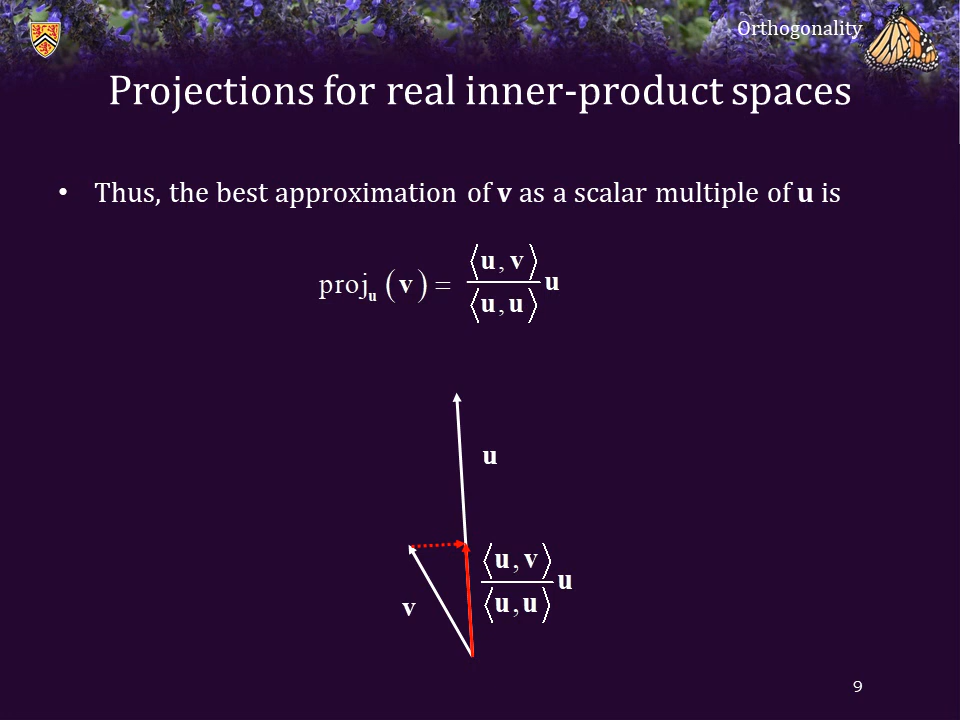 Orthogonality
Projections for real inner-product spaces
• Thus, the best approximation of v as a scalar multiple of u is
proj_u (v) = ⟨u, v⟩ / ⟨u, u⟩ u
u
⟨u, v⟩ / ⟨u, u⟩ u
v
9